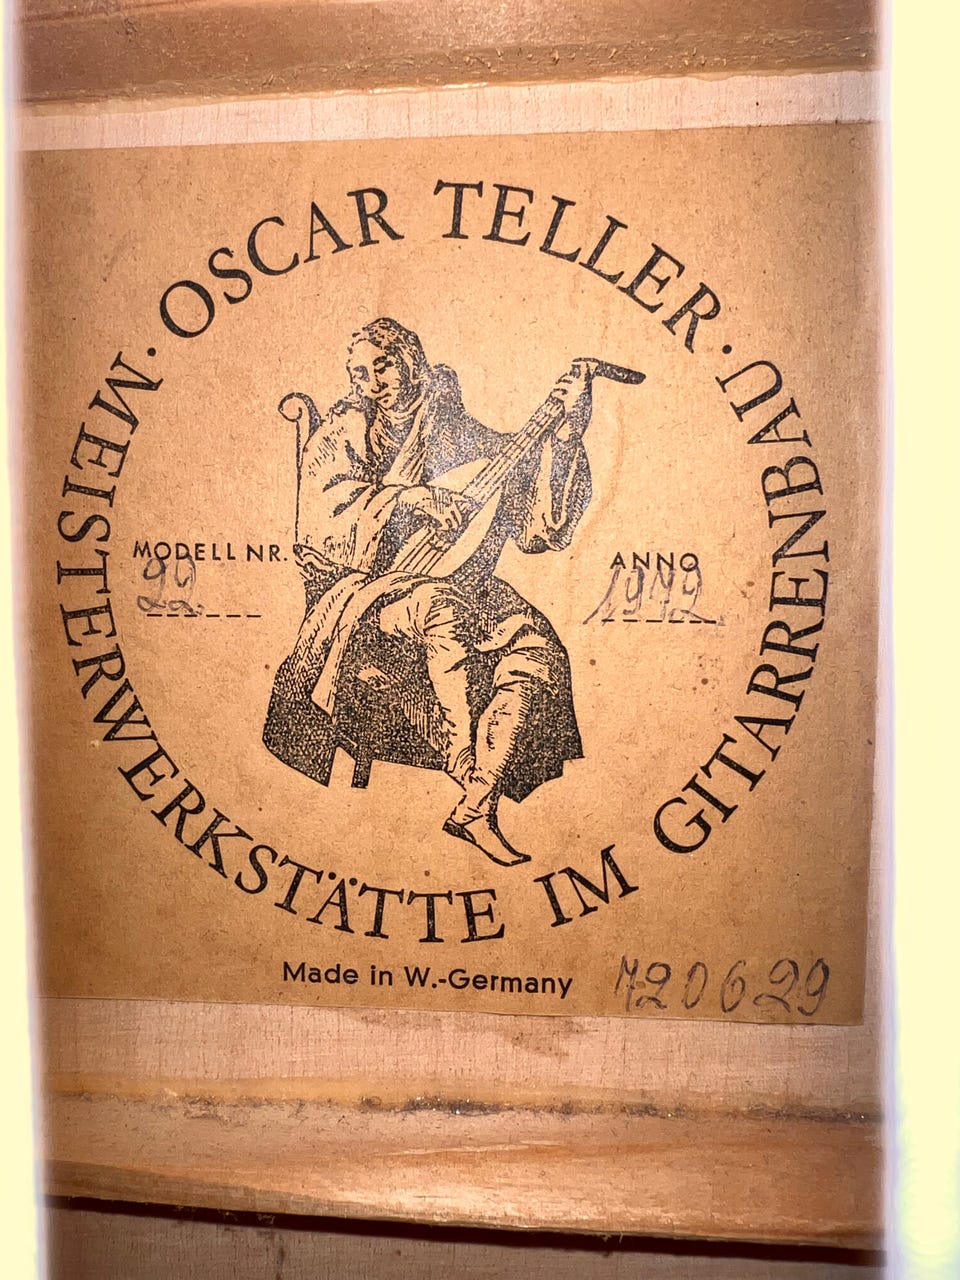 · OSCAR TELLER ·
MEISTERWERKSTÄTTE IM GITARRENBAU
MODELL NR.
22
ANNO
1972
Made in W.-Germany
720629